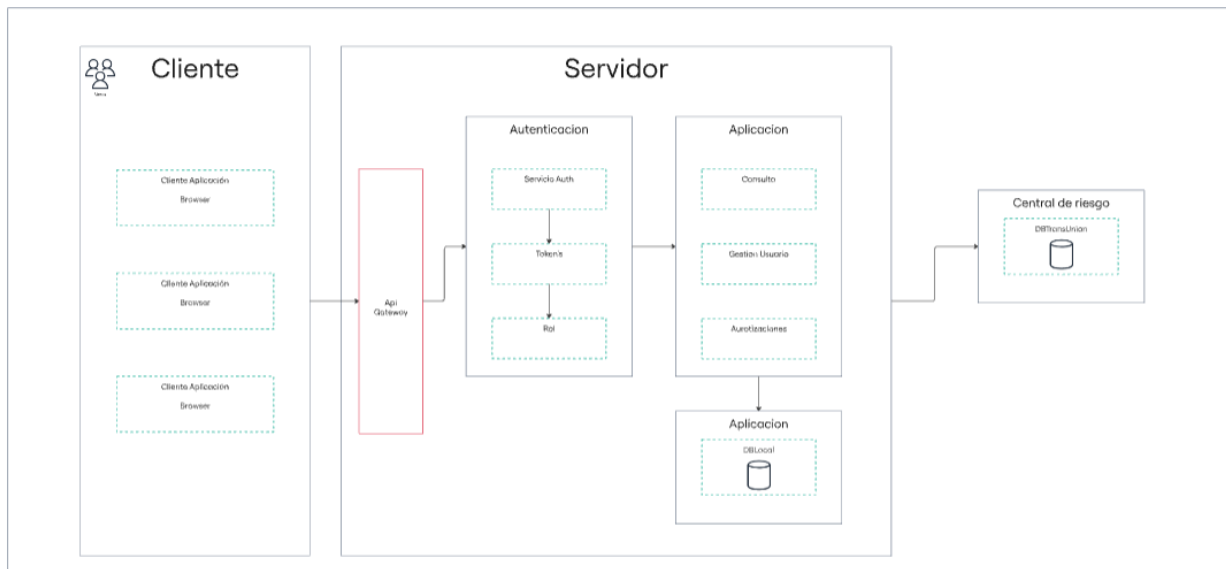 Cliente
Cliente Aplicación
Browser
Cliente Aplicación
Browser
Cliente Aplicación
Browser
Servidor
Api
Gateway
Autenticacion
Servicio Auth
Token's
Rol
Aplicacion
Consulta
Gestion Usuario
Aurotizaciones
Aplicacion
DBLocal
Central de riesgo
DBTransUnion